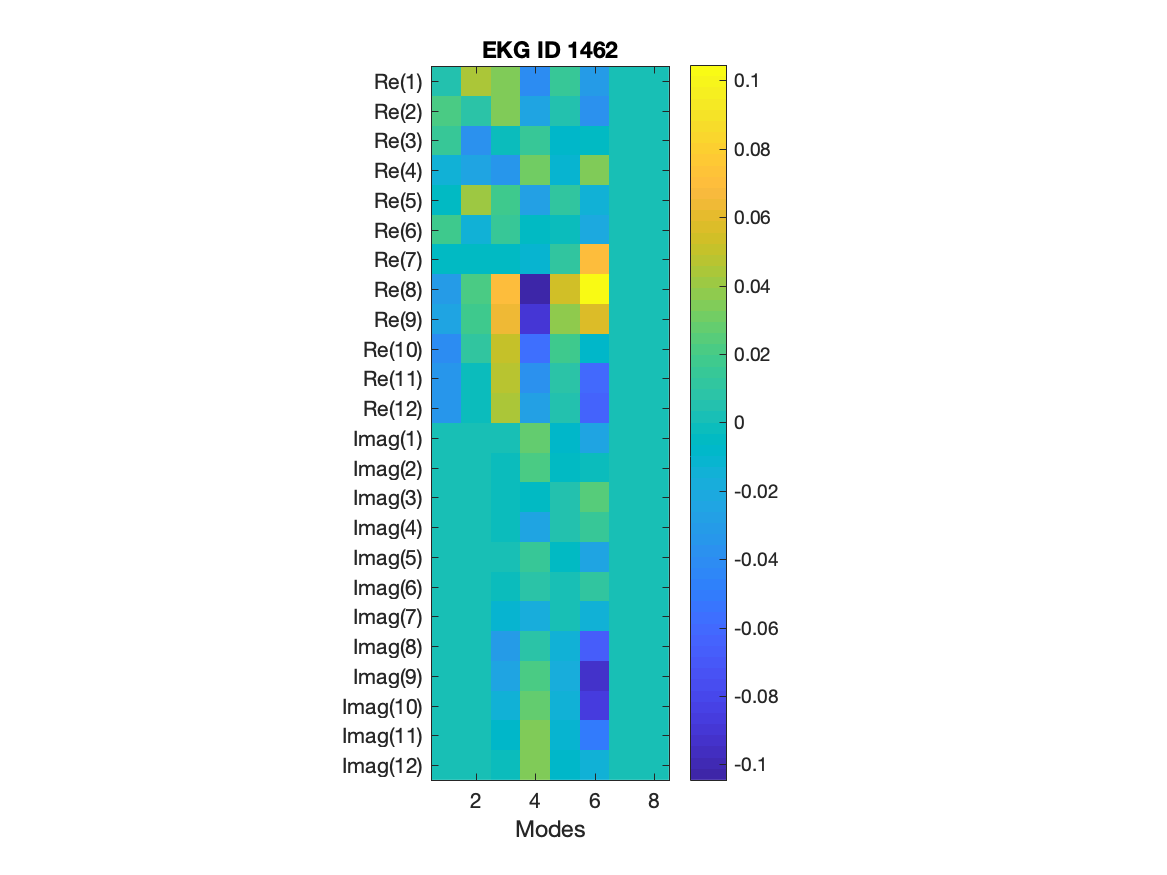 EKG ID 1462
Re(1)
Re(2)
Re(3)
Re(4)
Re(5)
Re(6)
Re(7)
Re(8)
Re(9)
Re(10)
Re(11)
Re(12)
Imag(1)
Imag(2)
Imag(3)
Imag(4)
Imag(5)
Imag(6)
Imag(7)
Imag(8)
Imag(9)
Imag(10)
Imag(11)
Imag(12)
2 4 6 8
Modes
0.1
0.08
0.06
0.04
0.02
0
-0.02
-0.04
-0.06
-0.08
-0.1